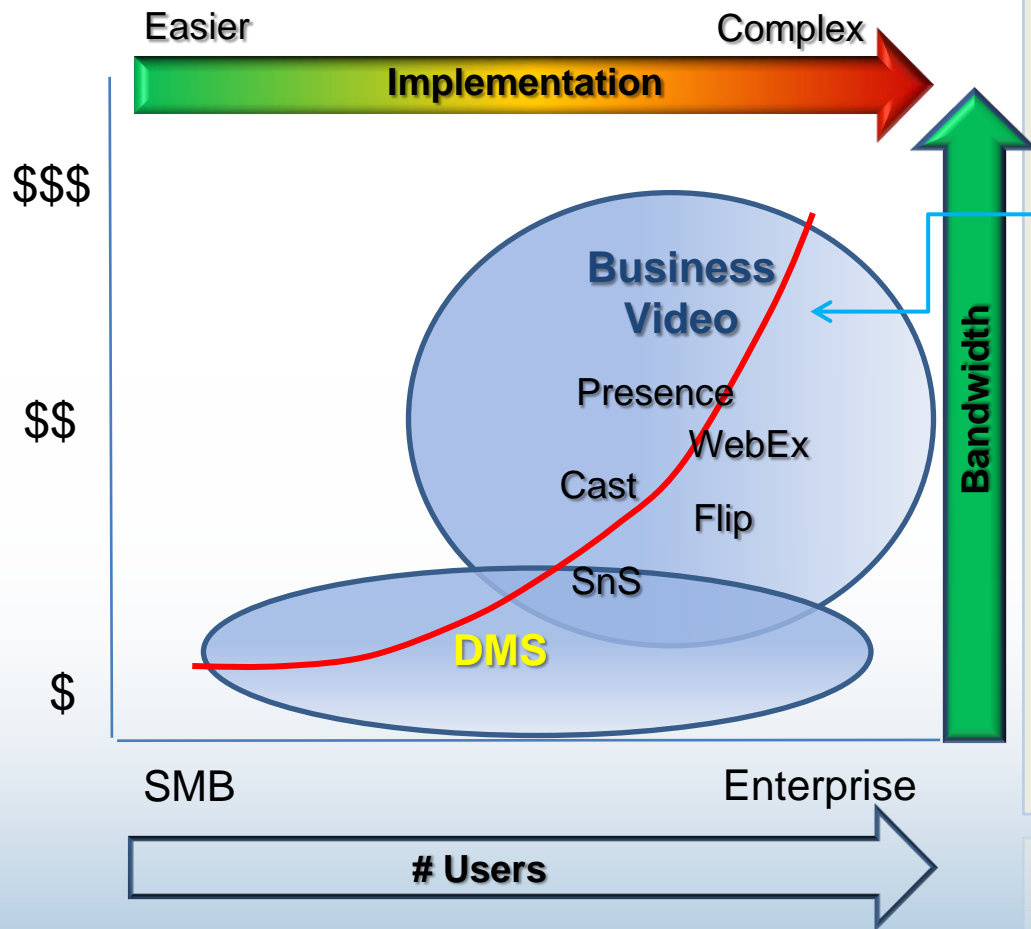 Easier
Complex
Implementation
$$$
Business
Video
Bandwidth
Presence
$$
WebEx
Cast
Flip
SnS
DMS
$
SMB
Enterprise
# Users